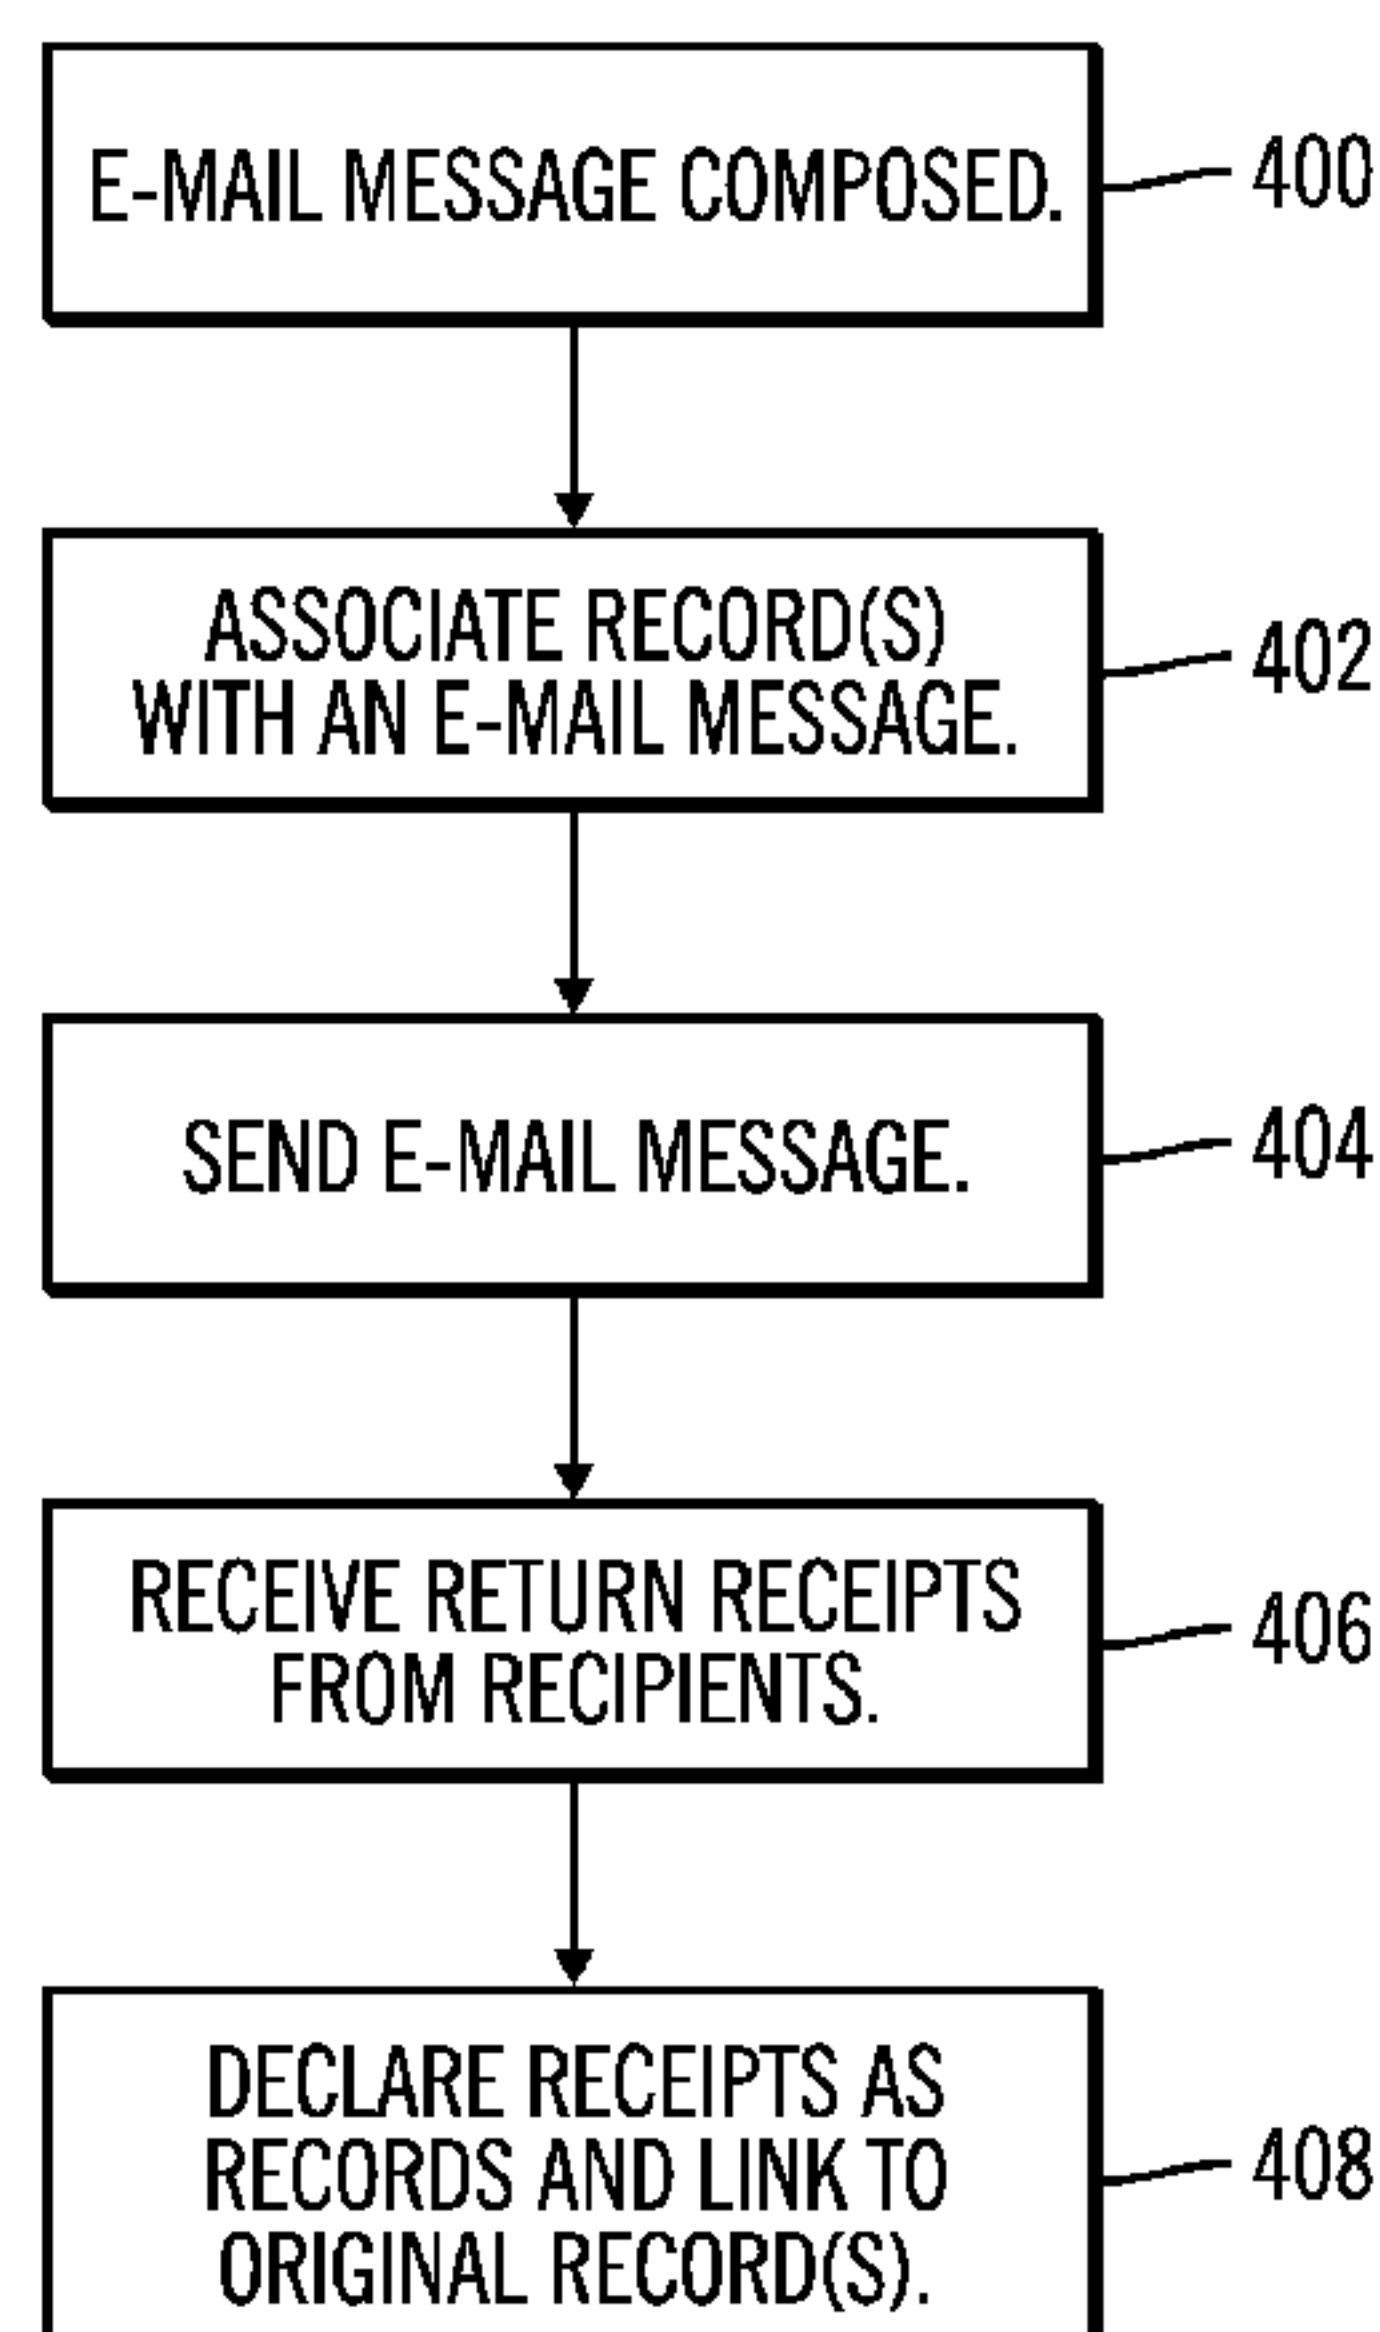 E-MAIL MESSAGE COMPOSED.
400
ASSOCIATE RECORD(S)
WITH AN E-MAIL MESSAGE.
402
SEND E-MAIL MESSAGE.
404
RECEIVE RETURN RECEIPTS
FROM RECIPIENTS.
406
DECLARE RECEIPTS AS
RECORDS AND LINK TO
ORIGINAL RECORD(S).
408